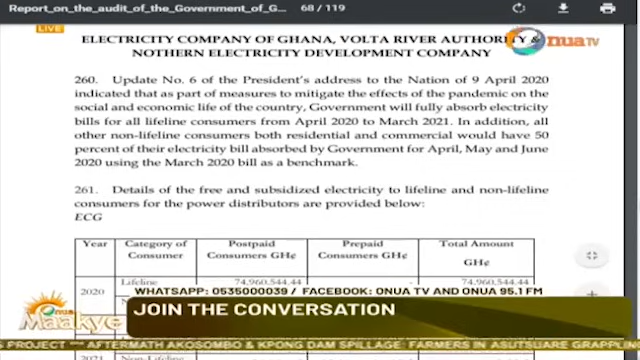 Report_on_the_audit_of_the_Government_of_G...
68 / 119
LIVE
Onua TV
ELECTRICITY COMPANY OF GHANA, VOLTA RIVER AUTHORITY &
NOTHERN ELECTRICITY DEVELOPMENT COMPANY
260. Update No. 6 of the President's address to the Nation of 9 April 2020
indicated that as part of measures to mitigate the effects of the pandemic on the
social and economic life of the country, Government will fully absorb electricity
bills for all lifeline consumers from April 2020 to March 2021. In addition, all
other non-lifeline consumers both residential and commercial would have 50
percent of their electricity bill absorbed by Government for April, May and June
2020 using the March 2020 bill as a benchmark.
261. Details of the free and subsidized electricity to lifeline and non-lifeline
consumers for the power distributors are provided below:
ECG
Year Category of Consumer Postpaid Consumers GH¢ Prepaid Consumers GH¢ Total Amount GH¢
2020 Lifeline 74,960,544.44 - 74,960,544.44
WHATSAPP: 0535000039 / FACEBOOK: ONUA TV AND ONUA 95.1 FM
Onua Maakye
JOIN THE CONVERSATION
S PROJECT AFTERMATH AKOSOMBO & KPONG DAM SPILLAGE: FARMERS IN ASUTSUARE GRAPPLIN
2021 Non-Lifeline